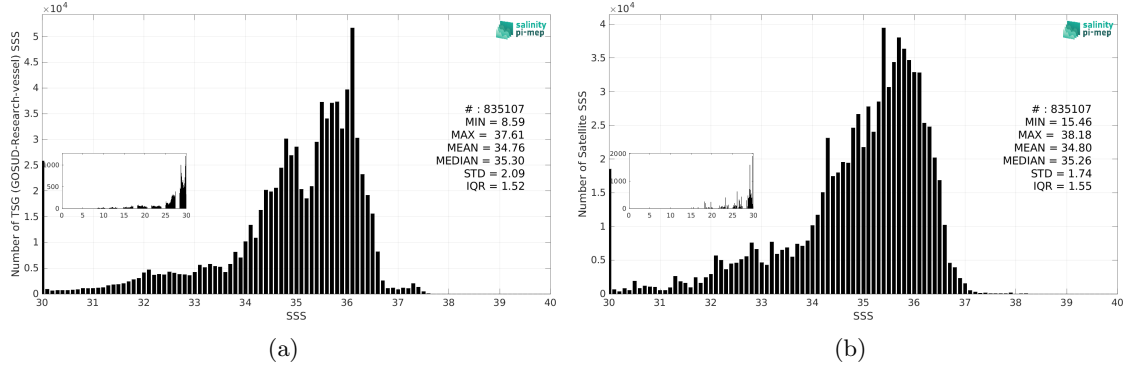 ×10⁴
5
4.5
4
3.5
3
2.5
2
1.5
1
0.5
0
Number of TSG (GOSUD-Research-vessel) SSS
salinity
pi-mep
# : 835107
MIN = 8.59
MAX = 37.61
MEAN = 34.76
MEDIAN = 35.30
STD = 2.09
IQR = 1.52
1000
500
0
0 5 10 15 20 25 30
30 31 32 33 34 35 36 37 38 39 40
SSS
(a)
×10⁴
4
3.5
3
2.5
2
1.5
1
0.5
0
Number of Satellite SSS
salinity
pi-mep
# : 835107
MIN = 15.46
MAX = 38.18
MEAN = 34.80
MEDIAN = 35.26
STD = 1.74
IQR = 1.55
2000
1000
0
0 5 10 15 20 25 30
30 31 32 33 34 35 36 37 38 39 40
SSS
(b)